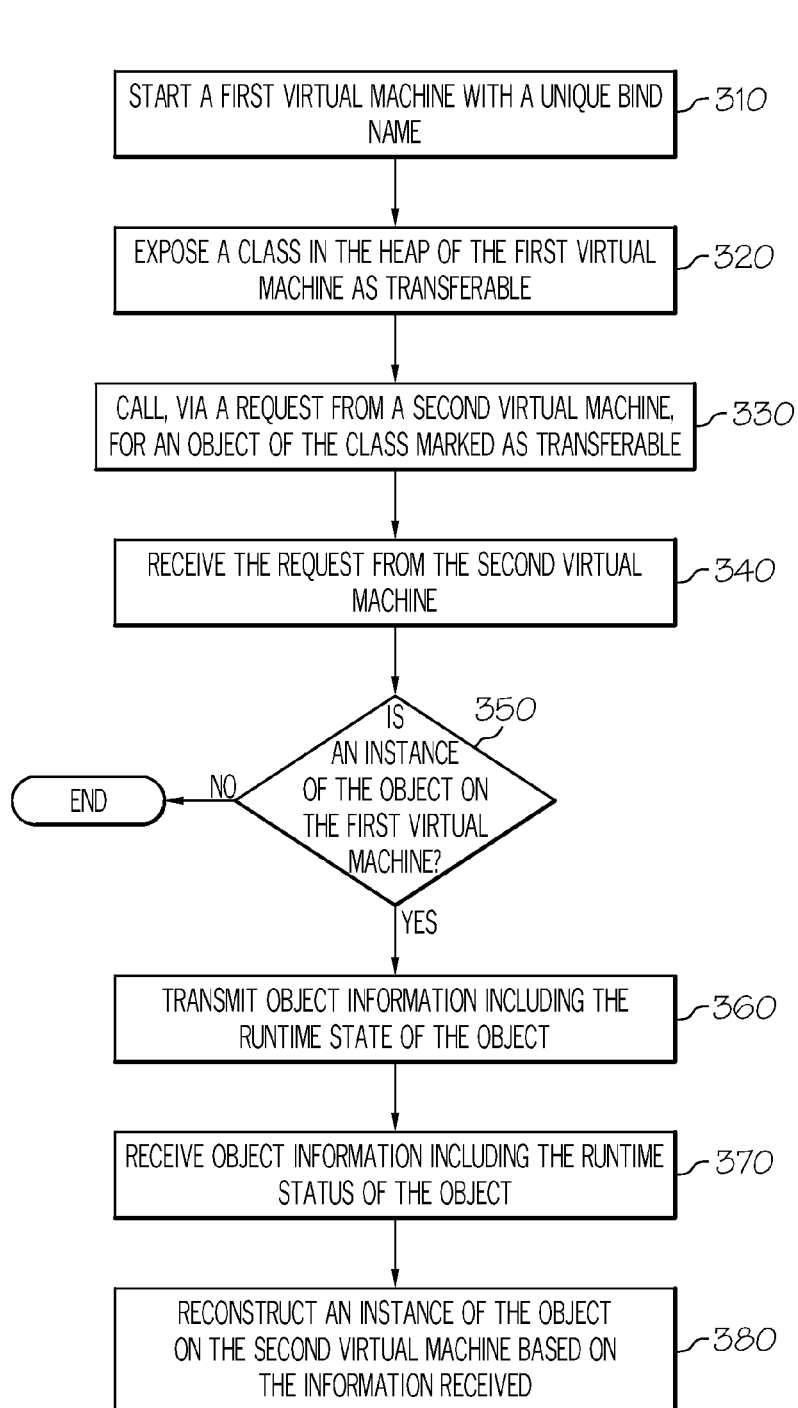 START A FIRST VIRTUAL MACHINE WITH A UNIQUE BIND
NAME
310
EXPOSE A CLASS IN THE HEAP OF THE FIRST VIRTUAL
MACHINE AS TRANSFERABLE
320
CALL, VIA A REQUEST FROM A SECOND VIRTUAL MACHINE,
FOR AN OBJECT OF THE CLASS MARKED AS TRANSFERABLE
330
RECEIVE THE REQUEST FROM THE SECOND VIRTUAL
MACHINE
340
350
IS
AN INSTANCE
OF THE OBJECT ON
THE FIRST VIRTUAL
MACHINE?
NO
END
YES
TRANSMIT OBJECT INFORMATION INCLUDING THE
RUNTIME STATE OF THE OBJECT
360
RECEIVE OBJECT INFORMATION INCLUDING THE RUNTIME
STATUS OF THE OBJECT
370
RECONSTRUCT AN INSTANCE OF THE OBJECT
ON THE SECOND VIRTUAL MACHINE BASED ON
THE INFORMATION RECEIVED
380